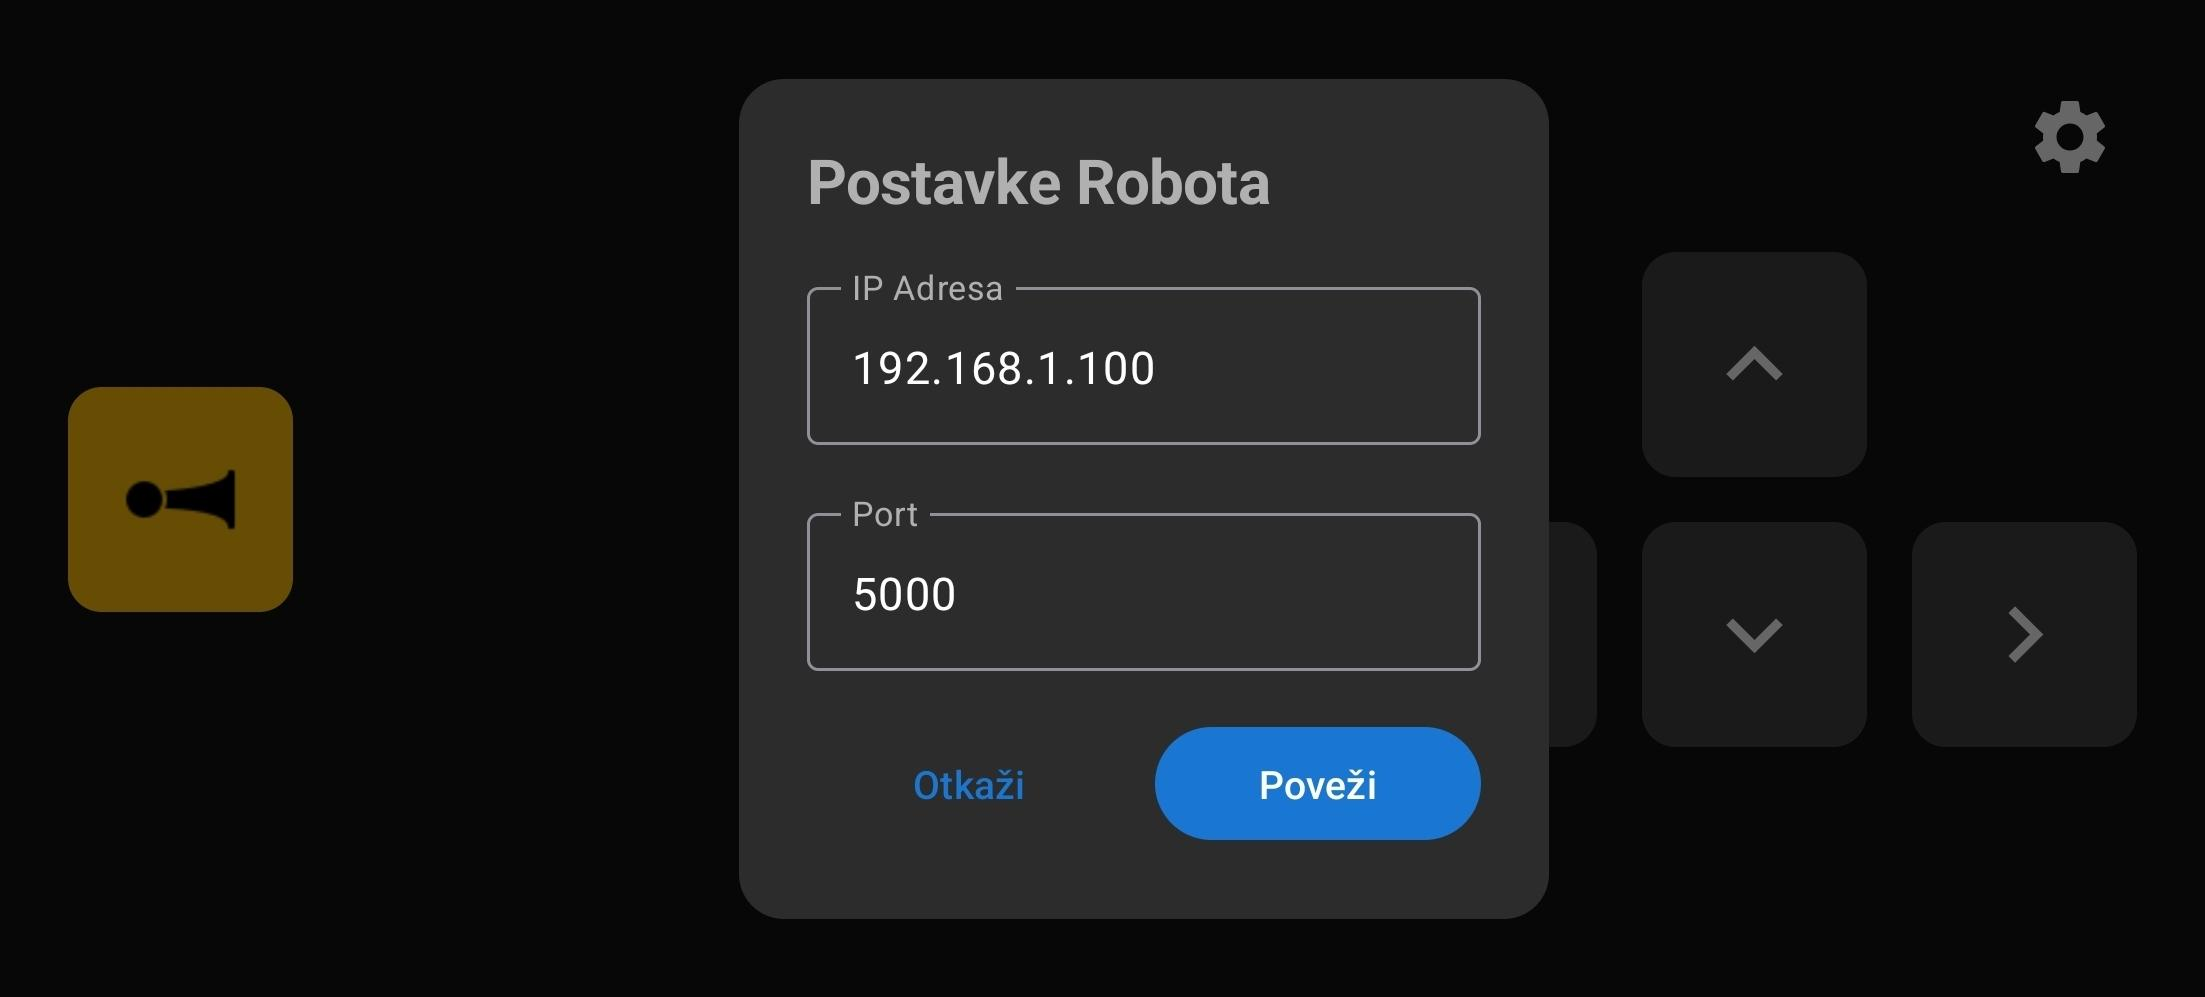 Postavke Robota
IP Adresa
192.168.1.100
Port
5000
Otkaži
Poveži